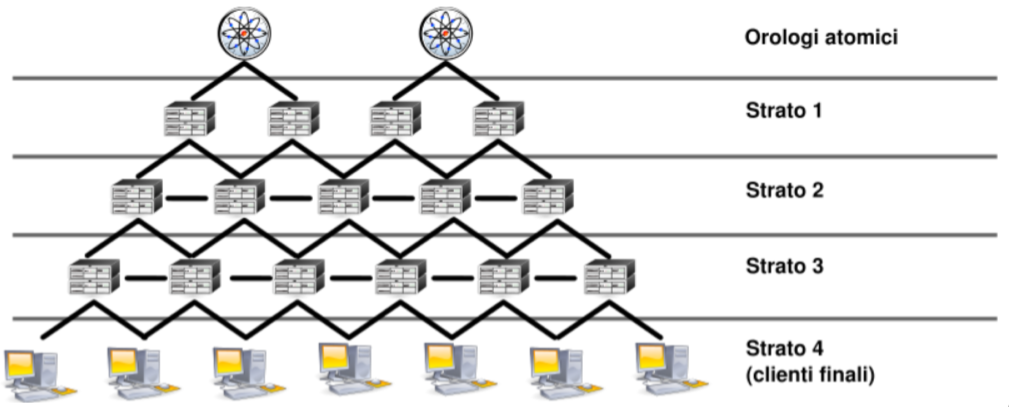 Orologi atomici
Strato 1
Strato 2
Strato 3
Strato 4
(clienti finali)